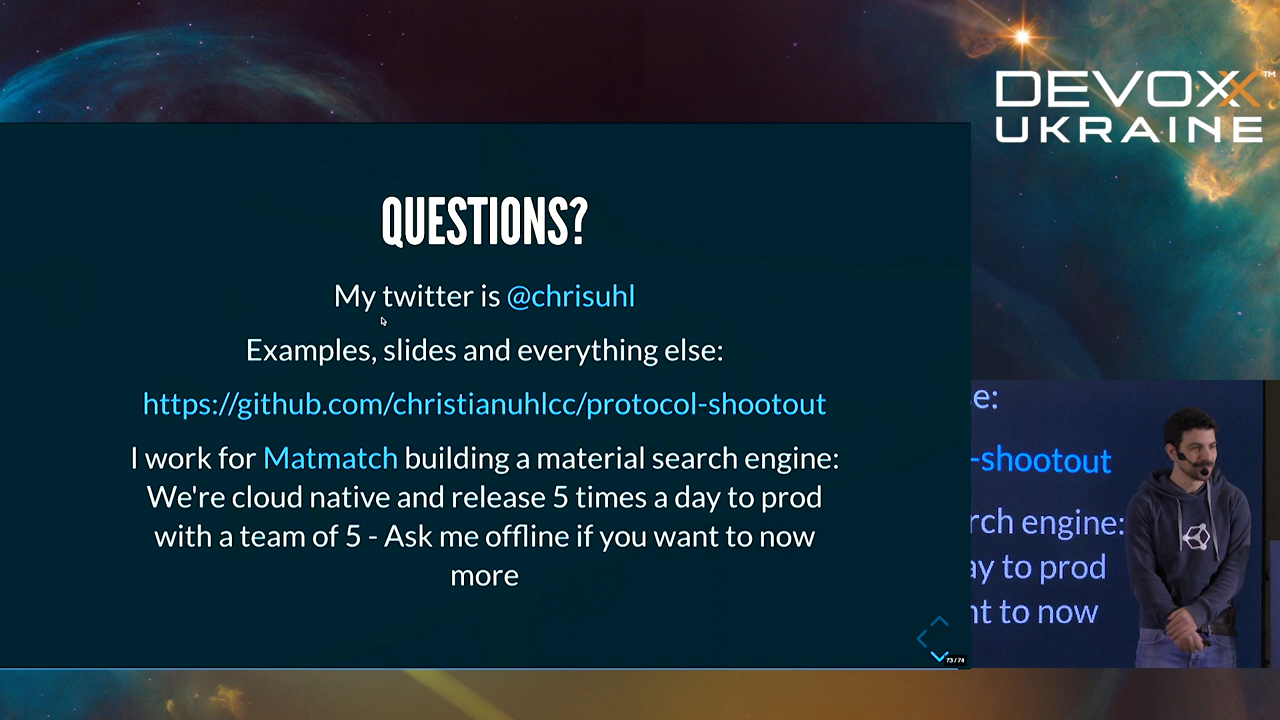 DEVOXX™
UKRAINE
QUESTIONS?
My twitter is @chrisuhl
Examples, slides and everything else:
https://github.com/christianuhlcc/protocol-shootout
I work for Matmatch building a material search engine:
We're cloud native and release 5 times a day to prod
with a team of 5 - Ask me offline if you want to now
more
73 / 74
e:
-shootout
rch engine:
ay to prod
nt to now